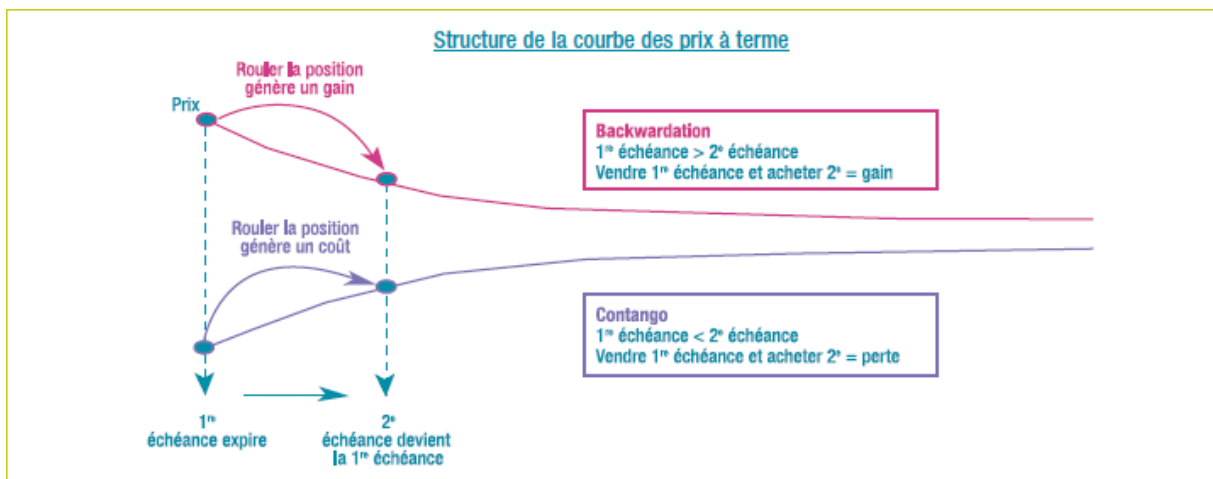 Structure de la courbe des prix à terme
Rouler la position
génère un gain
Prix
Backwardation
1re échéance > 2e échéance
Vendre 1re échéance et acheter 2e = gain
Rouler la position
génère un coût
Contango
1re échéance < 2e échéance
Vendre 1re échéance et acheter 2e = perte
1re
échéance expire
2e
échéance devient
la 1re échéance